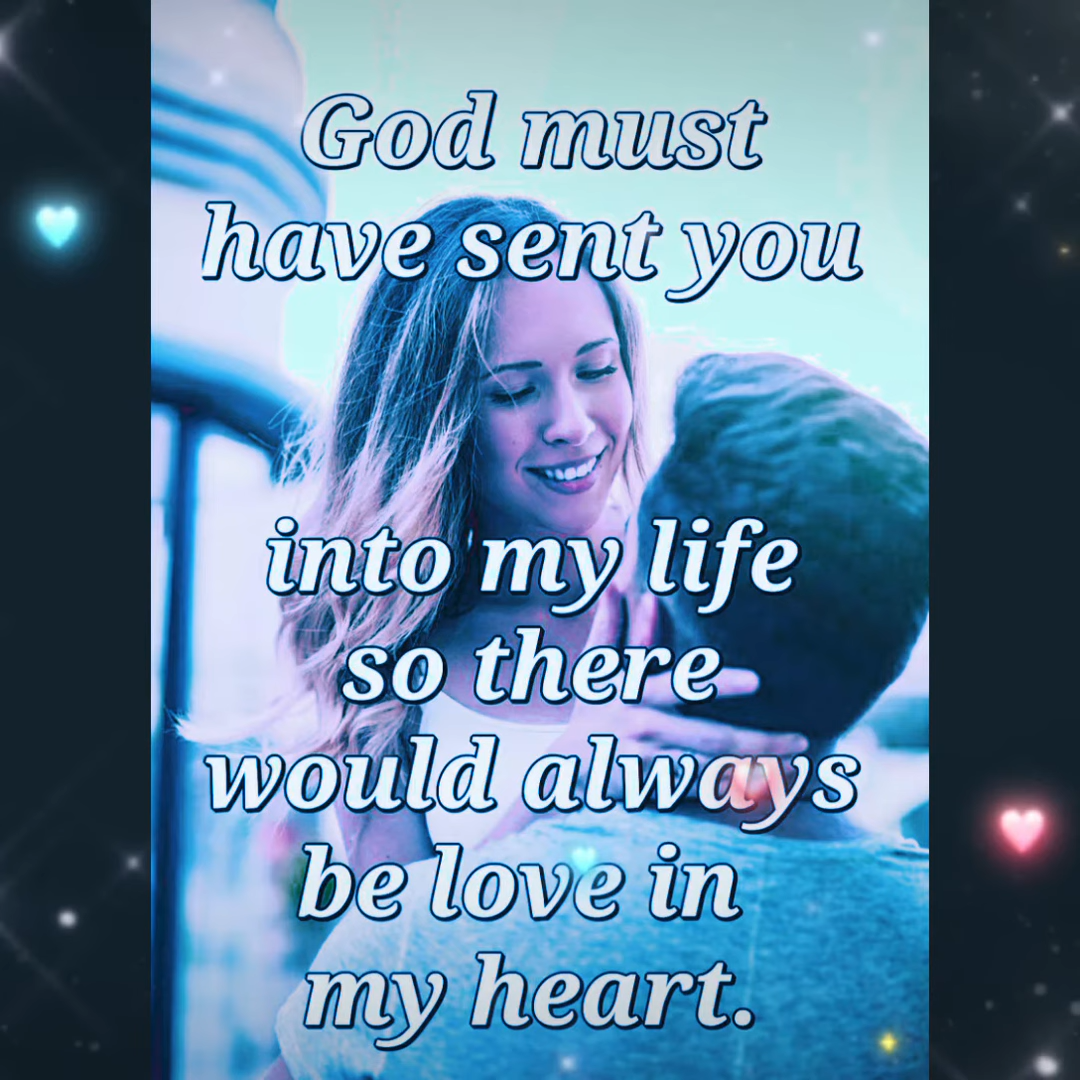 God must
have sent you
into my life
so there
would always
be love in
my heart.